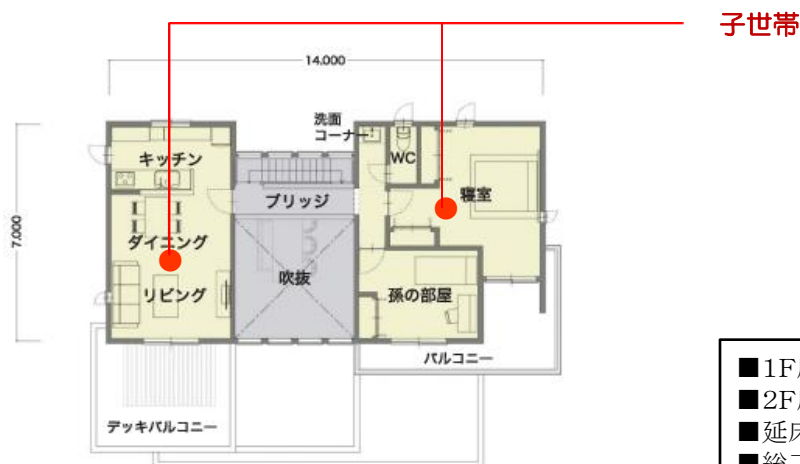 子世帯
14.000
7.000
洗面
コーナー
WC
キッチン
ブリッジ
寝室
ダイニング
リビング
吹抜
孫の部屋
バルコニー
デッキバルコニー
■1F
■2F
■延床